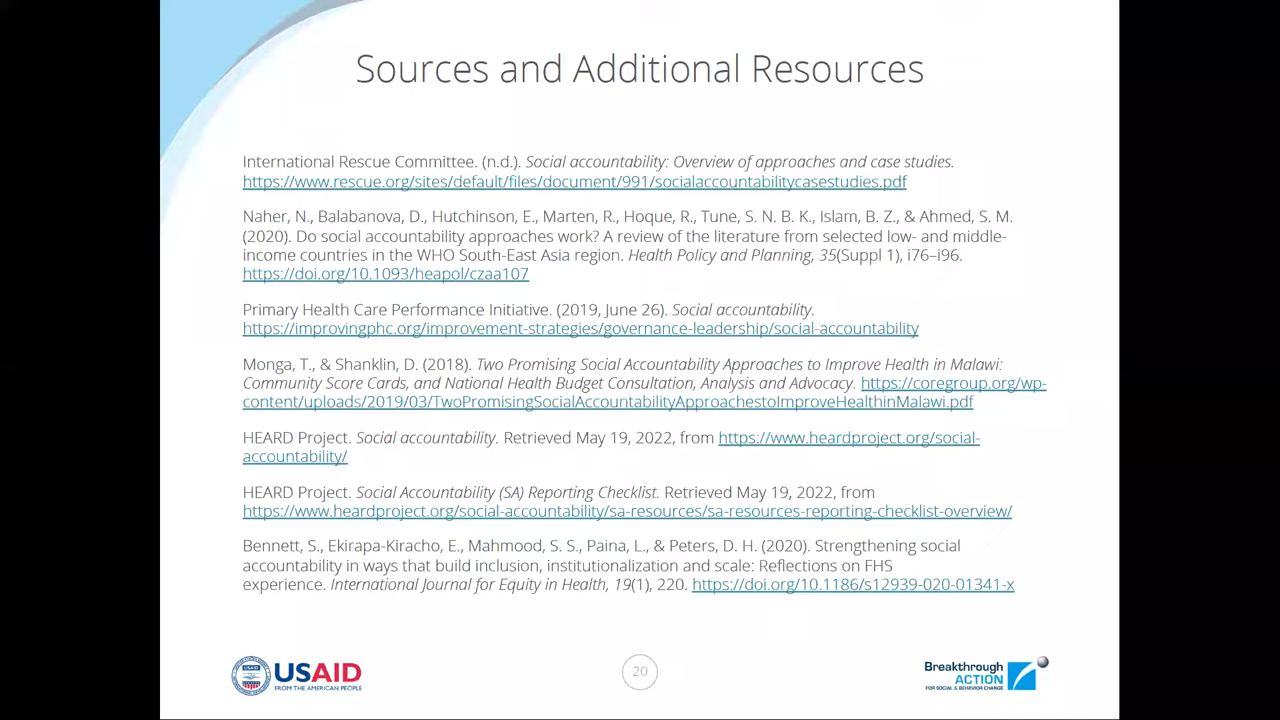 Sources and Additional Resources
International Rescue Committee. (n.d.). Social accountability: Overview of approaches and case studies.
https://www.rescue.org/sites/default/files/document/991/socialaccountabilitycasestudies.pdf
Naher, N., Balabanova, D., Hutchinson, E., Marten, R., Hoque, R., Tune, S. N. B. K., Islam, B. Z., & Ahmed, S. M.
(2020). Do social accountability approaches work? A review of the literature from selected low- and middle-
income countries in the WHO South-East Asia region. Health Policy and Planning, 35(Suppl 1), i76–i96.
https://doi.org/10.1093/heapol/czaa107
Primary Health Care Performance Initiative. (2019, June 26). Social accountability.
https://improvingphc.org/improvement-strategies/governance-leadership/social-accountability
Monga, T., & Shanklin, D. (2018). Two Promising Social Accountability Approaches to Improve Health in Malawi:
Community Score Cards, and National Health Budget Consultation, Analysis and Advocacy. https://coregroup.org/wp-
content/uploads/2019/03/TwoPromisingSocialAccountabilityApproachestoImproveHealthinMalawi.pdf
HEARD Project. Social accountability. Retrieved May 19, 2022, from https://www.heardproject.org/social-
accountability/
HEARD Project. Social Accountability (SA) Reporting Checklist. Retrieved May 19, 2022, from
https://www.heardproject.org/social-accountability/sa-resources/sa-resources-reporting-checklist-overview/
Bennett, S., Ekirapa-Kiracho, E., Mahmood, S. S., Paina, L., & Peters, D. H. (2020). Strengthening social
accountability in ways that build inclusion, institutionalization and scale: Reflections on FHS
experience. International Journal for Equity in Health, 19(1), 220. https://doi.org/10.1186/s12939-020-01341-x
USAID
USAID
FROM THE AMERICAN PEOPLE
20
Breakthrough
ACTION
FOR SOCIAL & BEHAVIOR CHANGE